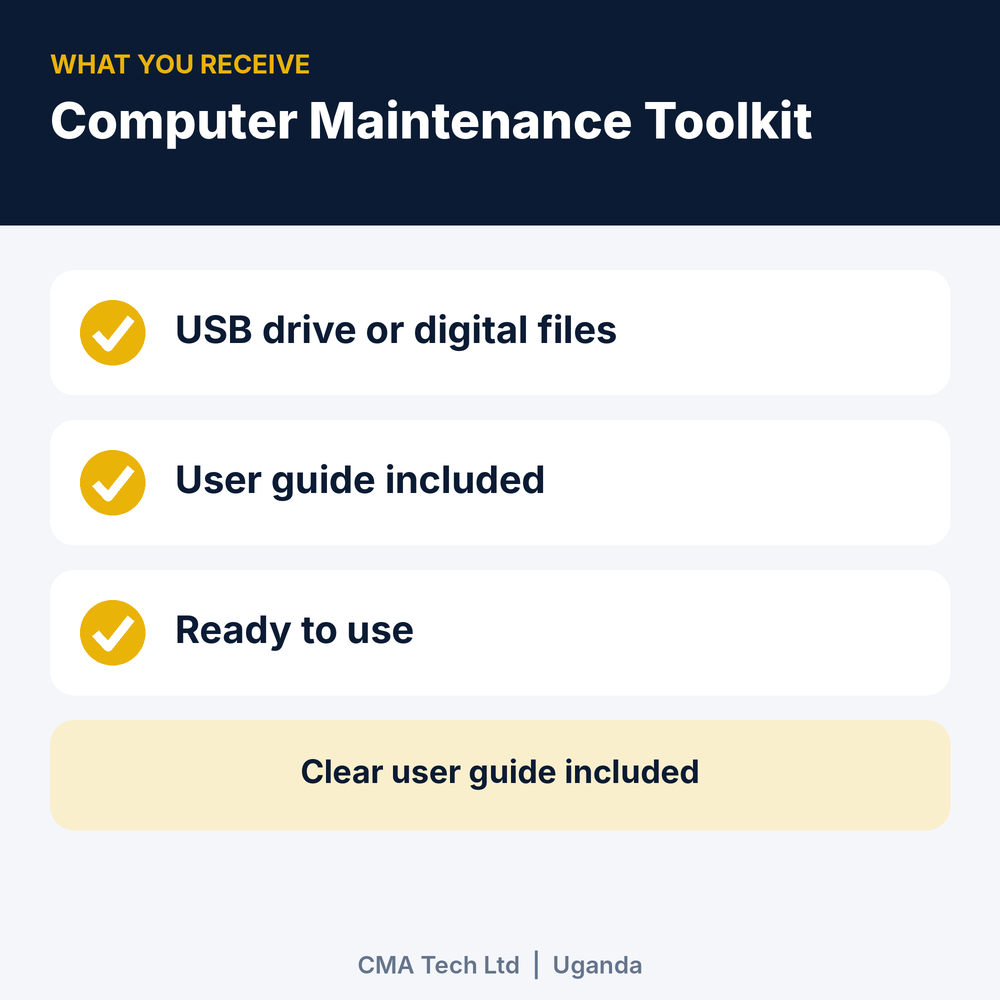 WHAT YOU RECEIVE
Computer Maintenance Toolkit
USB drive or digital files
User guide included
Ready to use
Clear user guide included
CMA Tech Ltd | Uganda